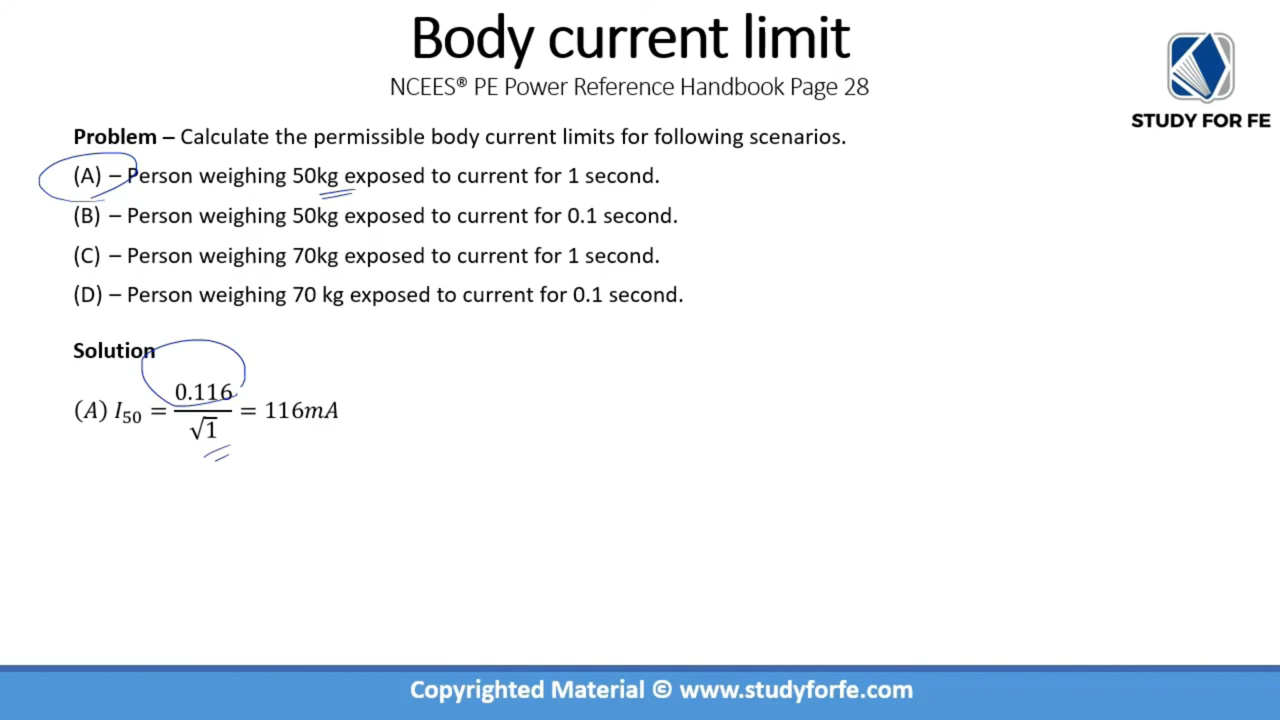 Body current limit
NCEES® PE Power Reference Handbook Page 28
STUDY FOR FE
Problem – Calculate the permissible body current limits for following scenarios.
(A) – Person weighing 50kg exposed to current for 1 second.
(B) – Person weighing 50kg exposed to current for 0.1 second.
(C) – Person weighing 70kg exposed to current for 1 second.
(D) – Person weighing 70 kg exposed to current for 0.1 second.
Solution
(A) I₅₀ = 0.116 / √1 = 116mA
Copyrighted Material © www.studyforfe.com